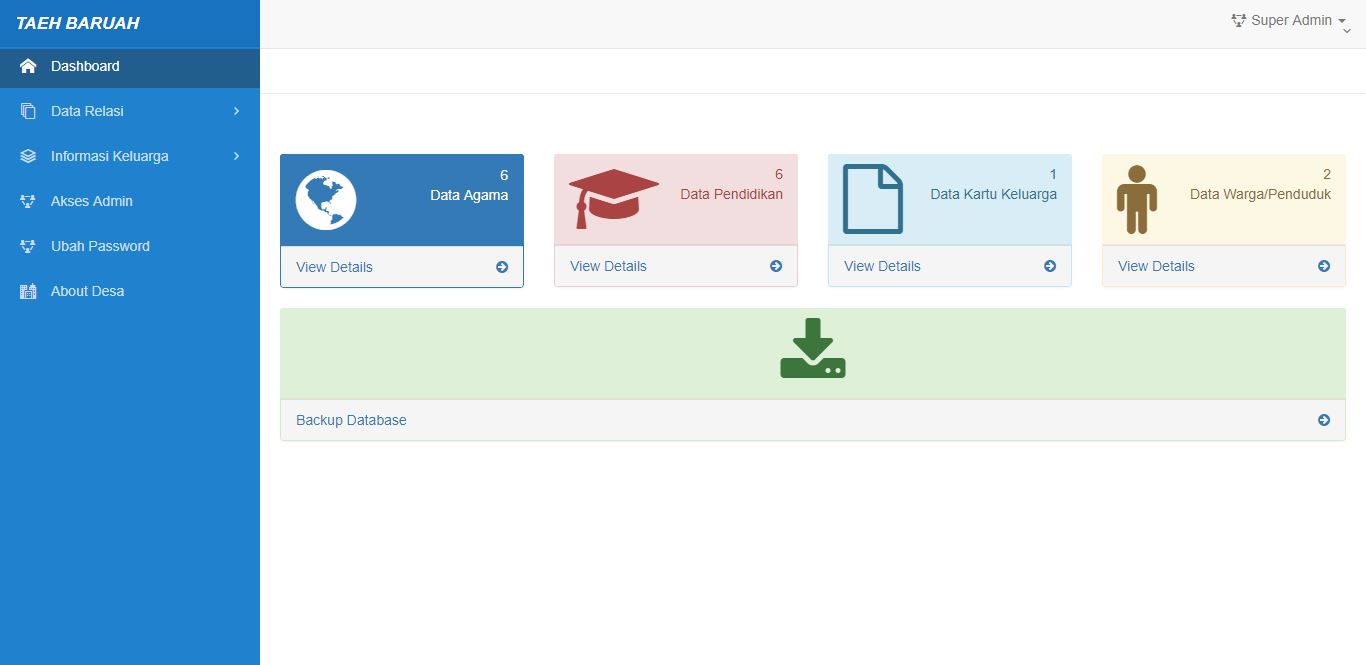 TAEH BARUAH
Super Admin
Dashboard
Data Relasi
Informasi Keluarga
Akses Admin
Ubah Password
About Desa
6
Data Agama
View Details
6
Data Pendidikan
View Details
1
Data Kartu Keluarga
View Details
2
Data Warga/Penduduk
View Details
Backup Database